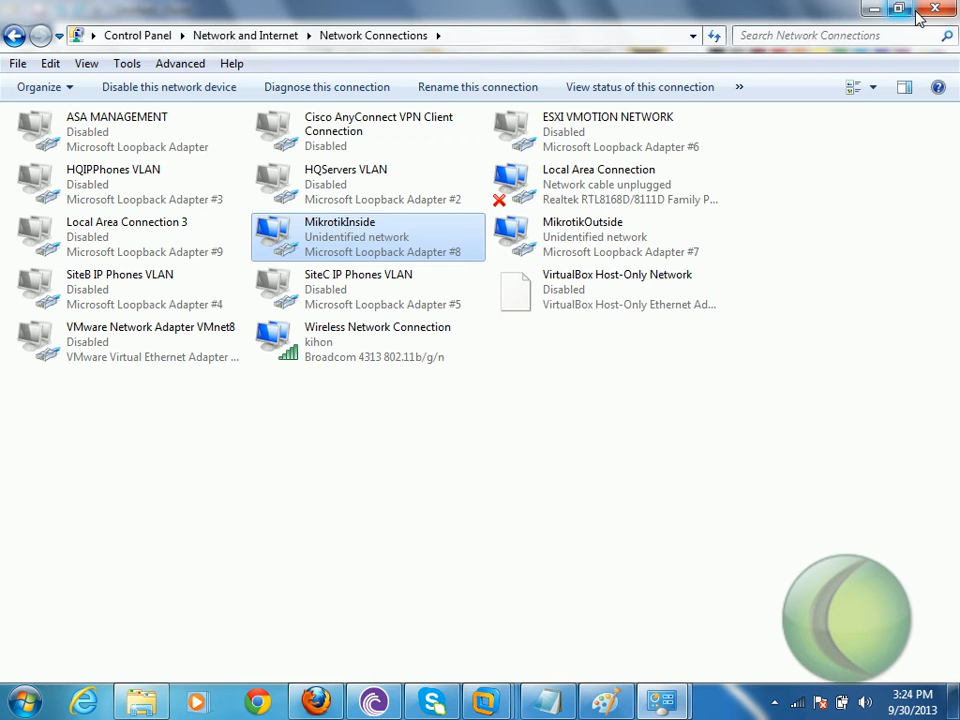 Control Panel
Network and Internet
Network Connections
Search Network Connections
File Edit View Tools Advanced Help
Organize Disable this network device Diagnose this connection Rename this connection View status of this connection »
ASA MANAGEMENT
Disabled
Microsoft Loopback Adapter
Cisco AnyConnect VPN Client
Connection
Disabled
ESXI VMOTION NETWORK
Disabled
Microsoft Loopback Adapter #6
HQIPPhones VLAN
Disabled
Microsoft Loopback Adapter #3
HQServers VLAN
Disabled
Microsoft Loopback Adapter #2
Local Area Connection
Network cable unplugged
Realtek RTL8168D/8111D Family P...
Local Area Connection 3
Disabled
Microsoft Loopback Adapter #9
MikrotikInside
Unidentified network
Microsoft Loopback Adapter #8
MikrotikOutside
Unidentified network
Microsoft Loopback Adapter #7
SiteB IP Phones VLAN
Disabled
Microsoft Loopback Adapter #4
SiteC IP Phones VLAN
Disabled
Microsoft Loopback Adapter #5
VirtualBox Host-Only Network
Disabled
VirtualBox Host-Only Ethernet Ad...
VMware Network Adapter VMnet8
Disabled
VMware Virtual Ethernet Adapter ...
Wireless Network Connection
kihon
Broadcom 4313 802.11b/g/n
3:24 PM
9/30/2013